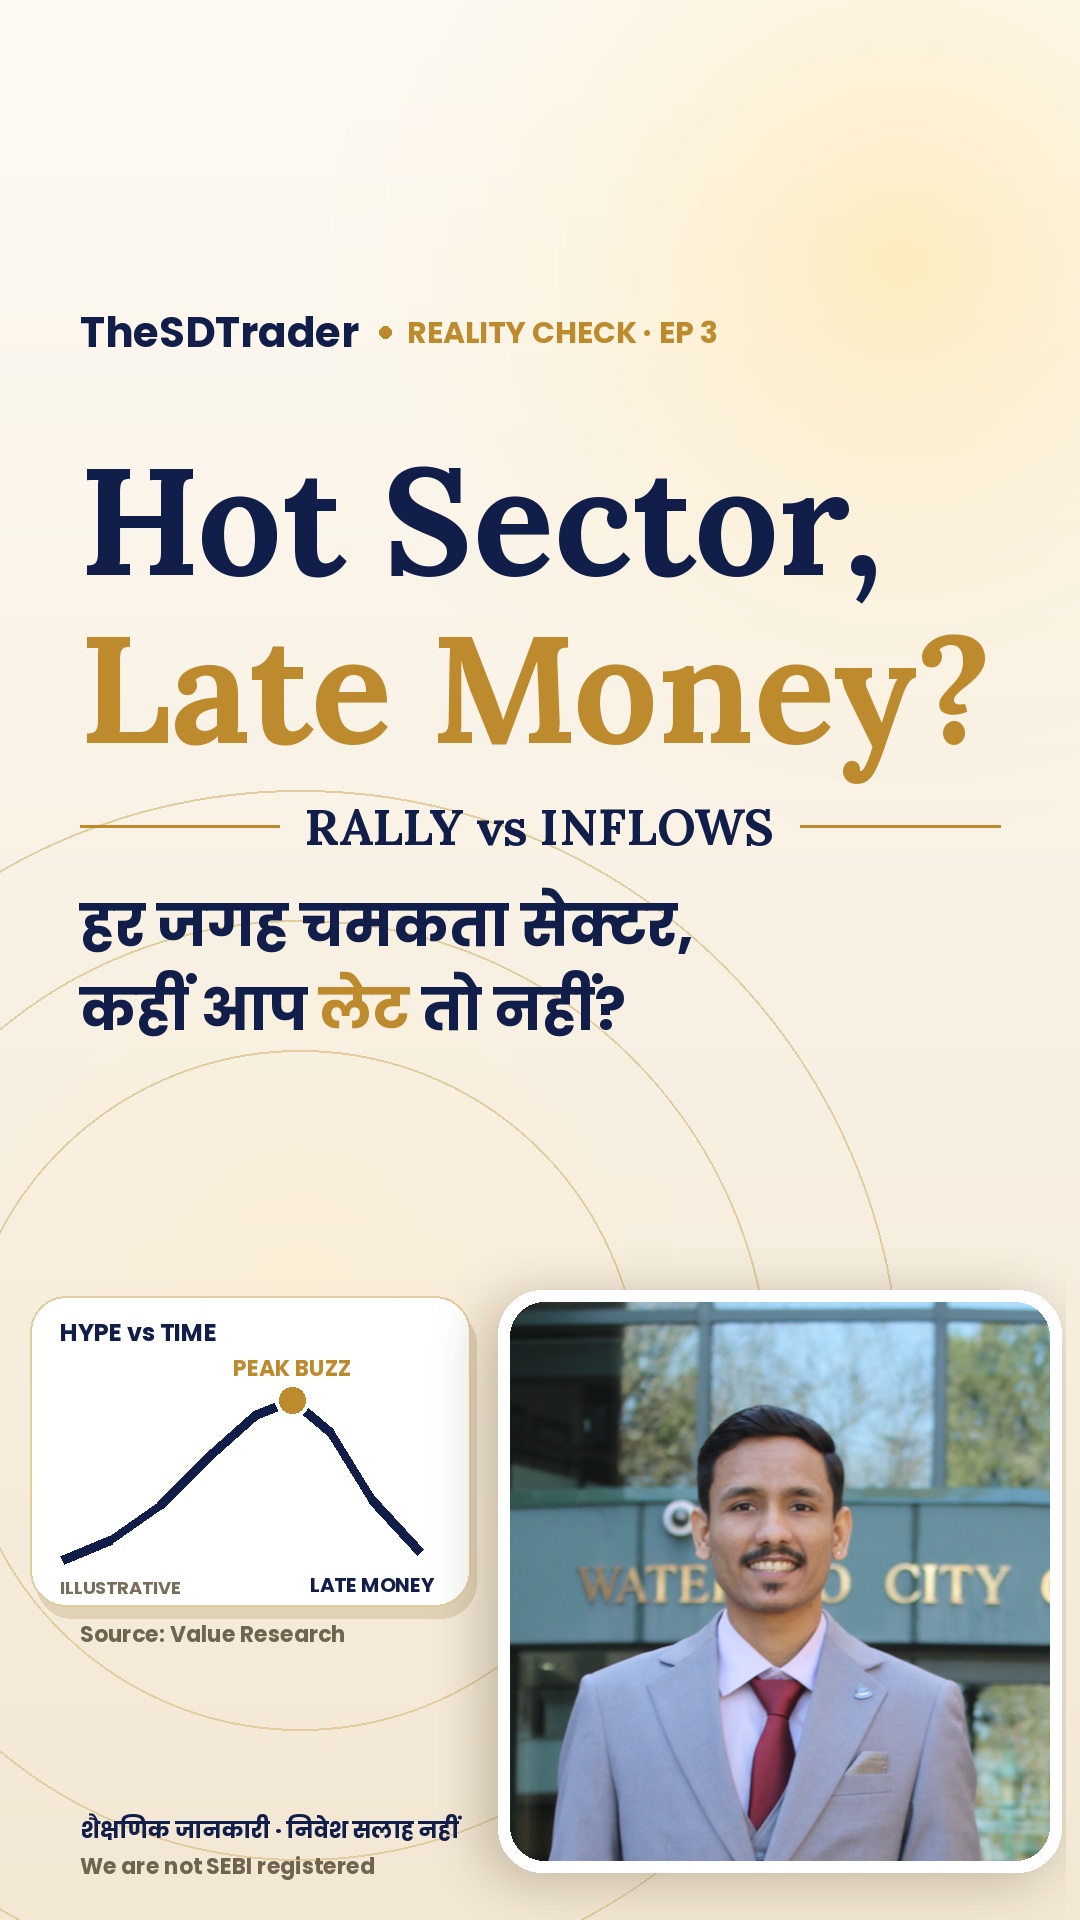 TheSDTrader • REALITY CHECK · EP 3
Hot Sector,
Late Money?
RALLY vs INFLOWS
हर जगह चमकता सेक्टर,
कहीं आप लेट तो नहीं?
HYPE vs TIME
PEAK BUZZ
ILLUSTRATIVE
LATE MONEY
Source: Value Research
CITY
शैक्षणिक जानकारी · निवेश सलाह नहीं
We are not SEBI registered